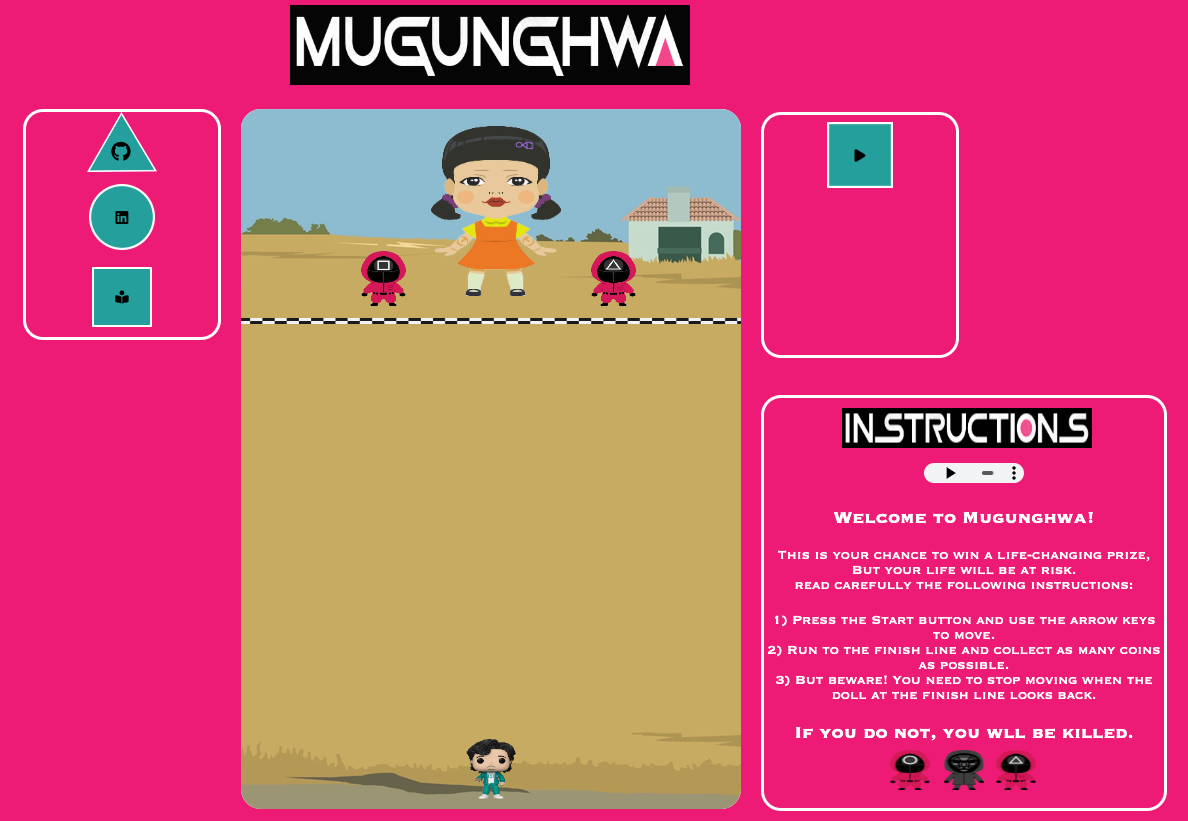 MUGUNGHWA
in
INSTRUCTIONS
Welcome to Mugunghwa!
This is your chance to win a life-changing prize,
But your life will be at risk.
read carefully the following instructions:
1) Press the Start button and use the arrow keys
to move.
2) Run to the finish line and collect as many coins
as possible.
3) But beware! You need to stop moving when the
doll at the finish line looks back.
If you do not, you wll be killed.